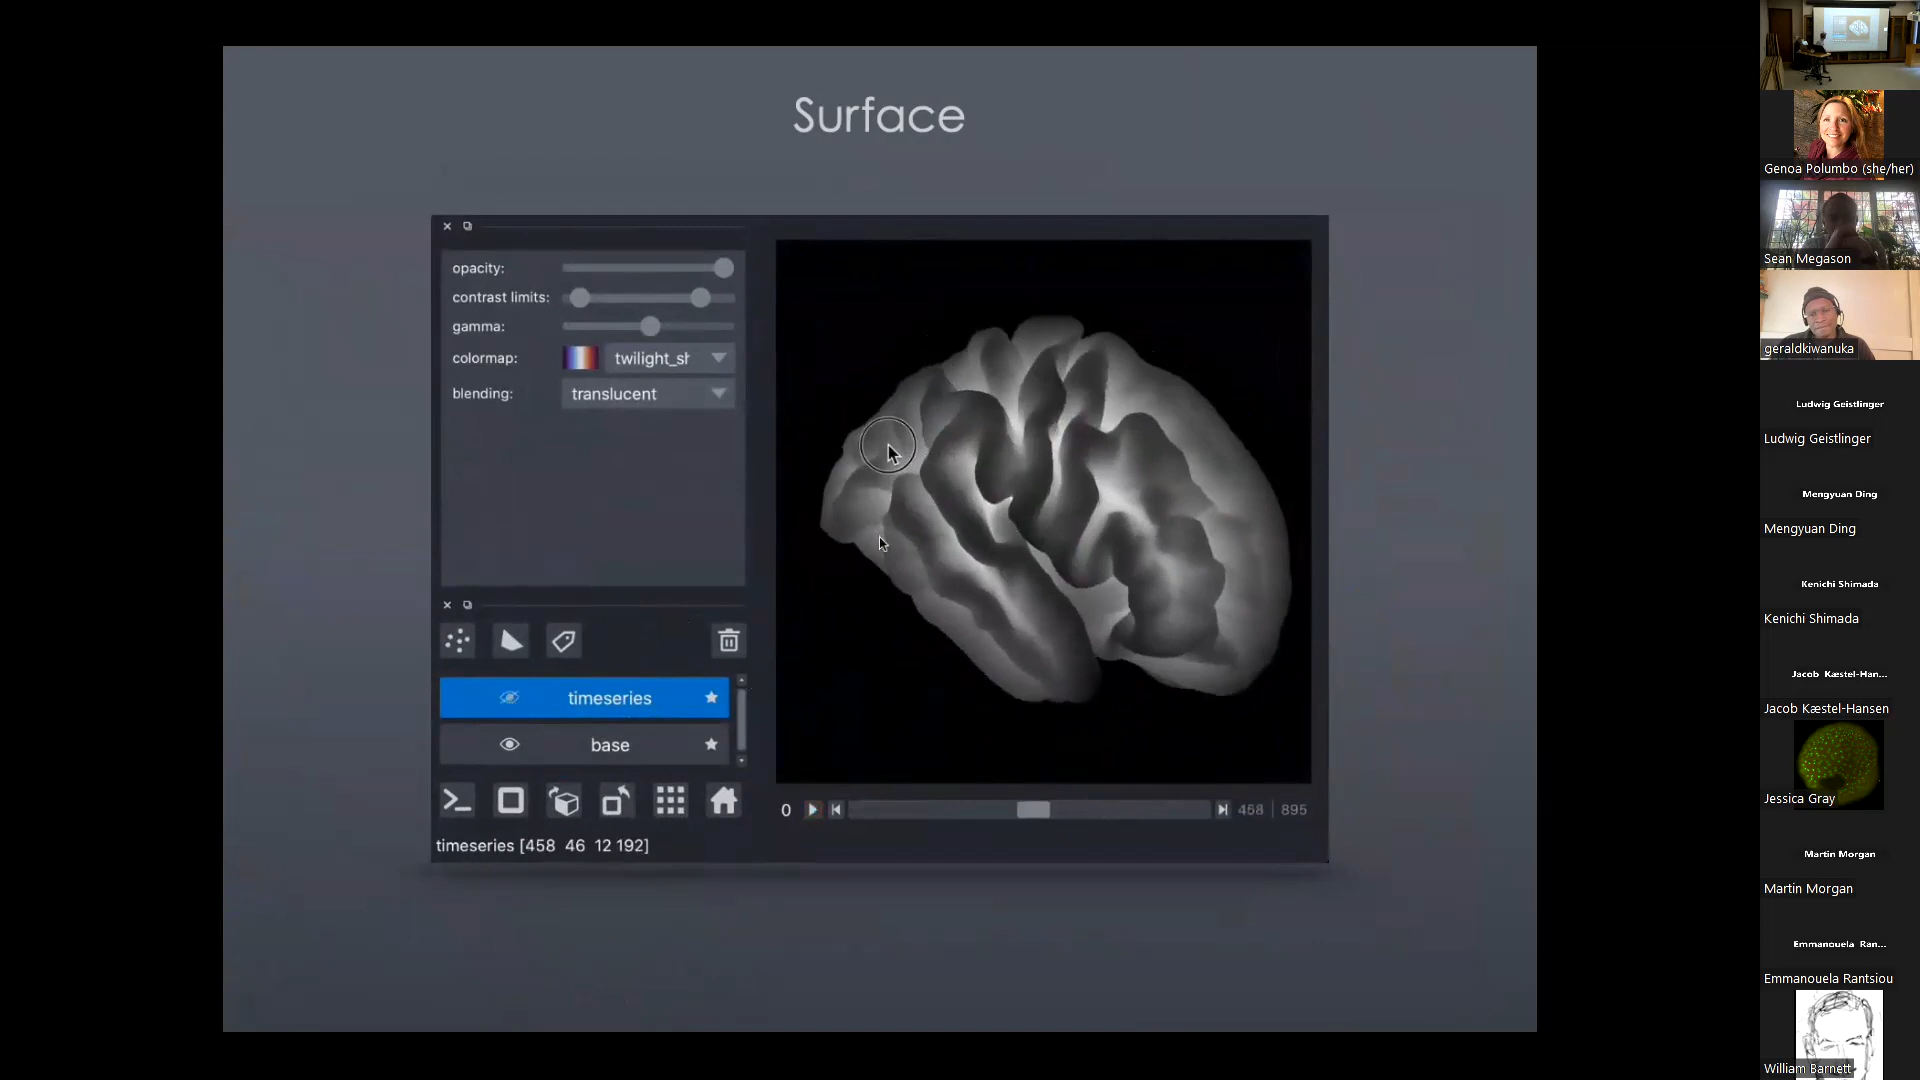 Surface
opacity:
contrast limits:
gamma:
colormap: twilight_sh
blending: translucent
timeseries
base
0 458 895
timeseries [458 46 12 192]
Genoa Polumbo (she/her)
Sean Megason
geraldkiwanuka
Ludwig Geistlinger
Ludwig Geistlinger
Mengyuan Ding
Mengyuan Ding
Kenichi Shimada
Kenichi Shimada
Jacob Kæstel-Han...
Jacob Kæstel-Hansen
Jessica Gray
Martin Morgan
Martin Morgan
Emmanouela Ran...
Emmanouela Rantsiou
William Barnett